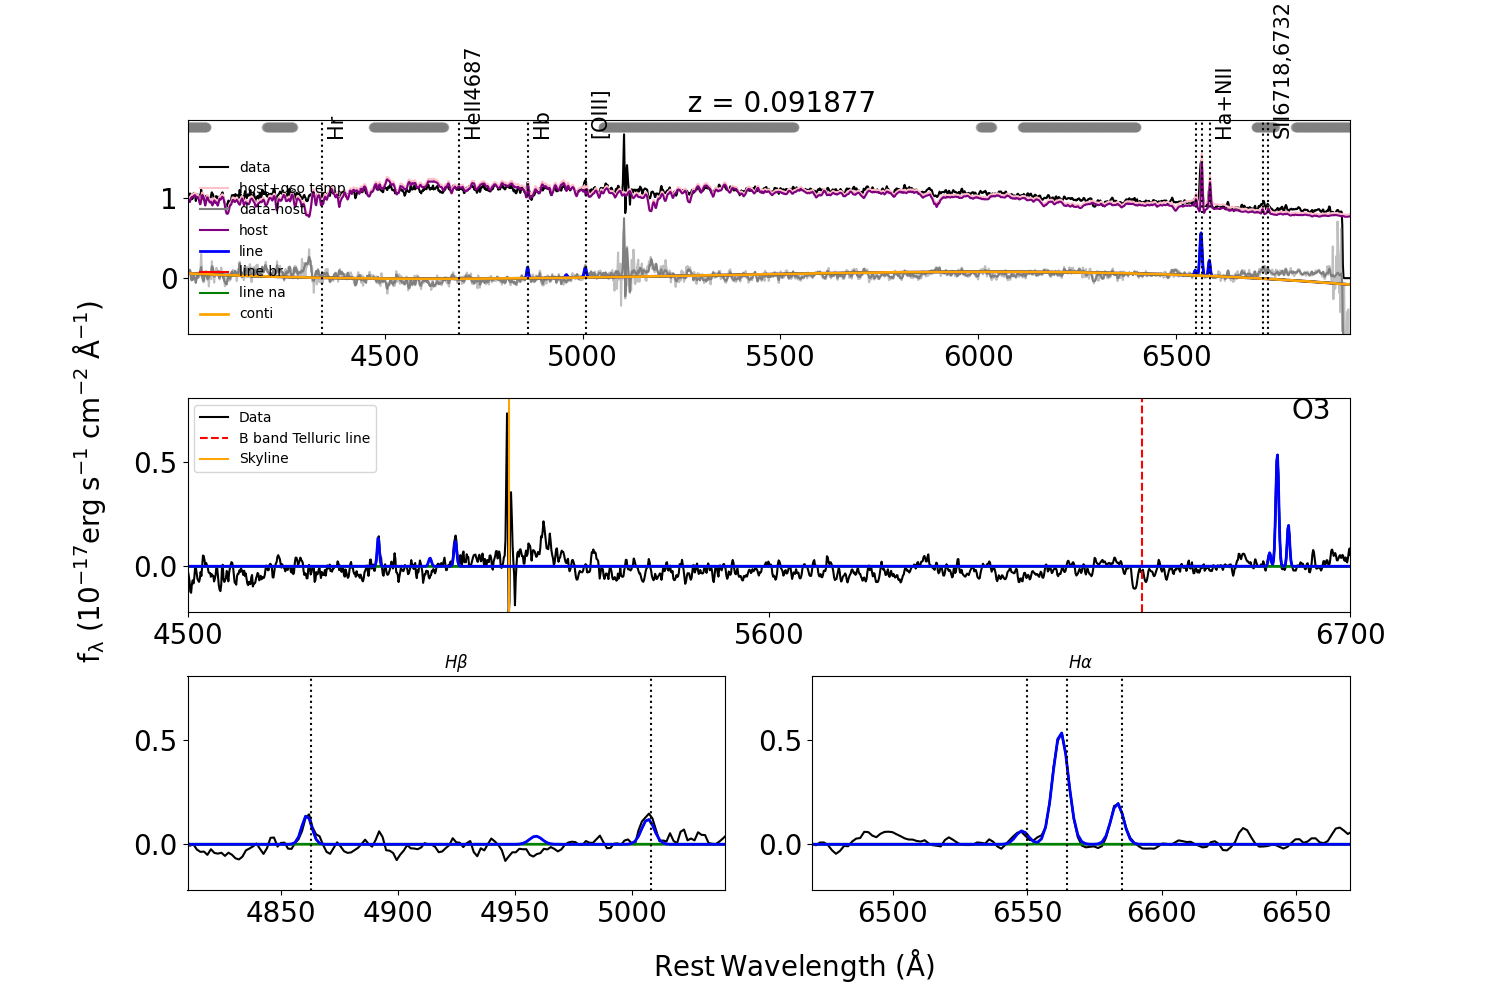 z = 0.091877
Hr
HeII4687
Hb
[OIII]
Ha+NII
SII6718,6732
data
host+qso temp
data-host
host
line
line br
line na
conti
1
0
4500 5000 5500 6000 6500
fλ (10⁻¹⁷erg s⁻¹ cm⁻² Å⁻¹)
O3
Data
B band Telluric line
Skyline
0.5
0.0
4500 5600 6700
Hβ
0.5
0.0
4850 4900 4950 5000
Hα
0.5
0.0
6500 6550 6600 6650
Rest Wavelength (Å)